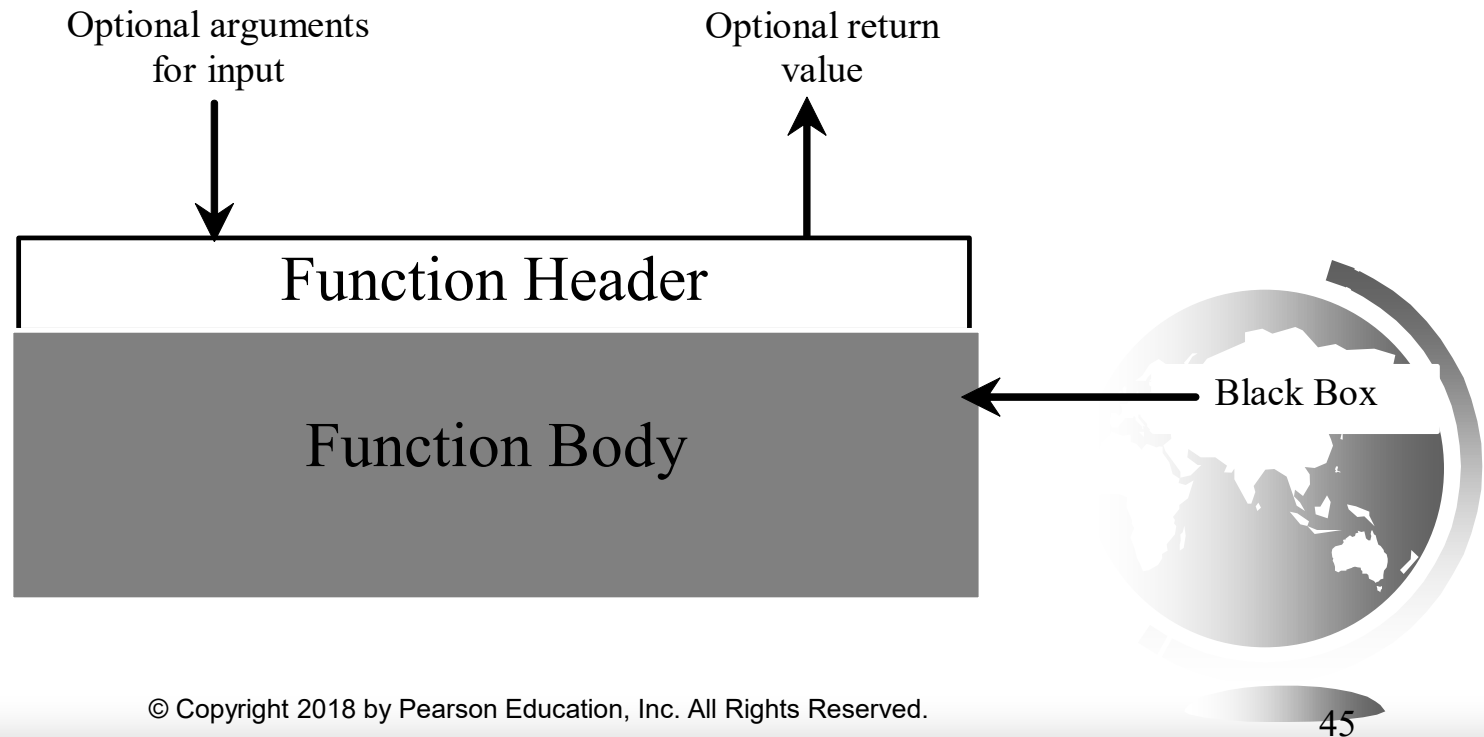 Optional arguments
for input
Optional return
value
Function Header
Black Box
Function Body
© Copyright 2018 by Pearson Education, Inc. All Rights Reserved.
45